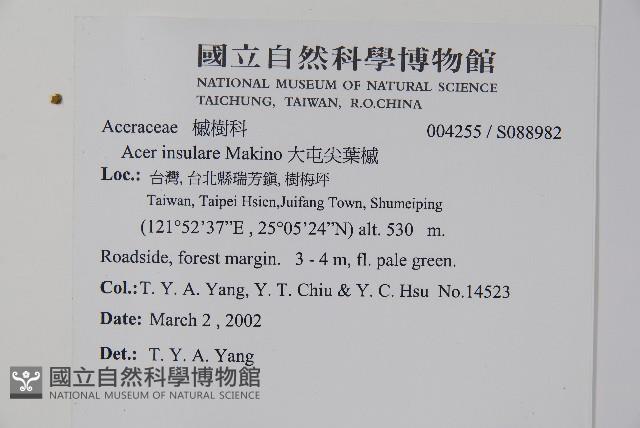 國立自然科學博物館
NATIONAL MUSEUM OF NATURAL SCIENCE
TAICHUNG, TAIWAN, R.O.CHINA
Aceraceae 槭樹科 004255 / S088982
Acer insulare Makino 大屯尖葉槭
Loc.: 台灣, 台北縣瑞芳鎮, 樹梅坪
Taiwan, Taipei Hsien,Juifang Town, Shumeiping
(121°52'37”E , 25°05'24”N) alt. 530 m.
Roadside, forest margin. 3 - 4 m, fl. pale green.
Col.: T. Y. A. Yang, Y. T. Chiu & Y. C. Hsu No.14523
Date: March 2 , 2002
Det.: T. Y. A. Yang
國立自然科學博物館
NATIONAL MUSEUM OF NATURAL SCIENCE